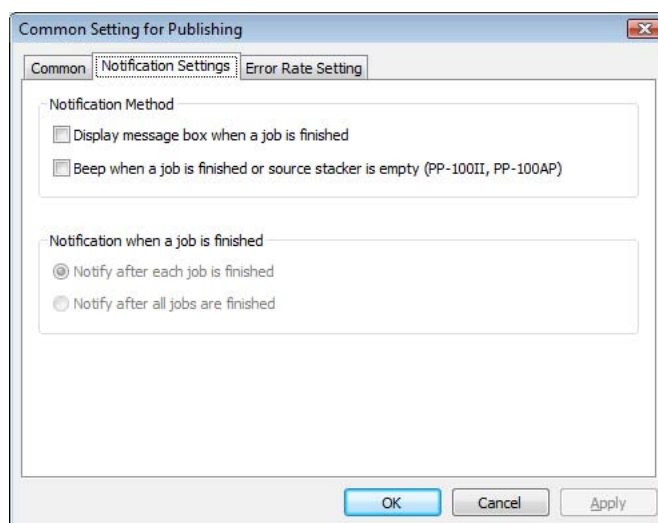 Common Setting for Publishing
Common
Notification Settings
Error Rate Setting
Notification Method
Display message box when a job is finished
Beep when a job is finished or source stacker is empty (PP-100II, PP-100AP)
Notification when a job is finished
Notify after each job is finished
Notify after all jobs are finished
OK
Cancel
Apply